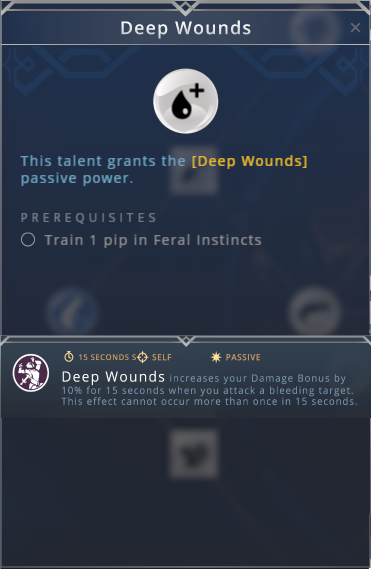 Deep Wounds
This talent grants the [Deep Wounds]
passive power.
PREREQUISITES
Train 1 pip in Feral Instincts
15 SECONDS S SELF PASSIVE
Deep Wounds increases your Damage Bonus by
10% for 15 seconds when you attack a bleeding target.
This effect cannot occur more than once in 15 seconds.